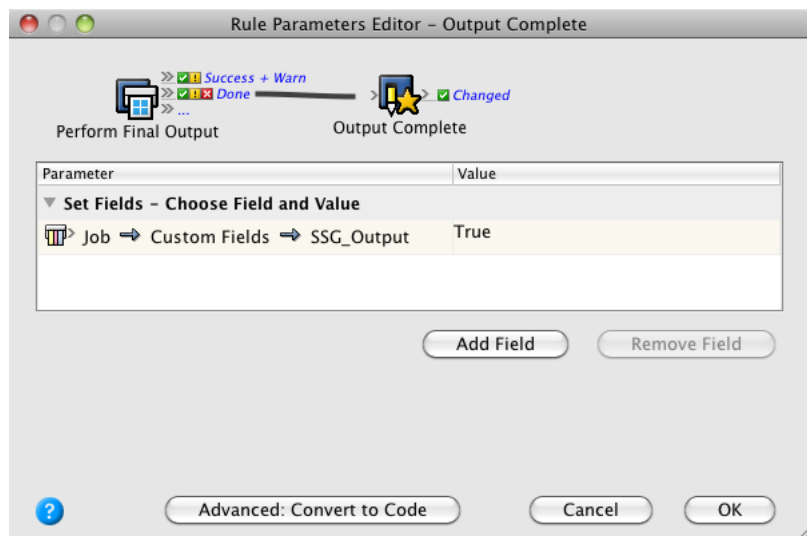 Rule Parameters Editor – Output Complete
Success + Warn
Done
...
Changed
Perform Final Output
Output Complete
Parameter Value
Set Fields – Choose Field and Value
Job Custom Fields SSG_Output True
Add Field Remove Field
? Advanced: Convert to Code Cancel OK